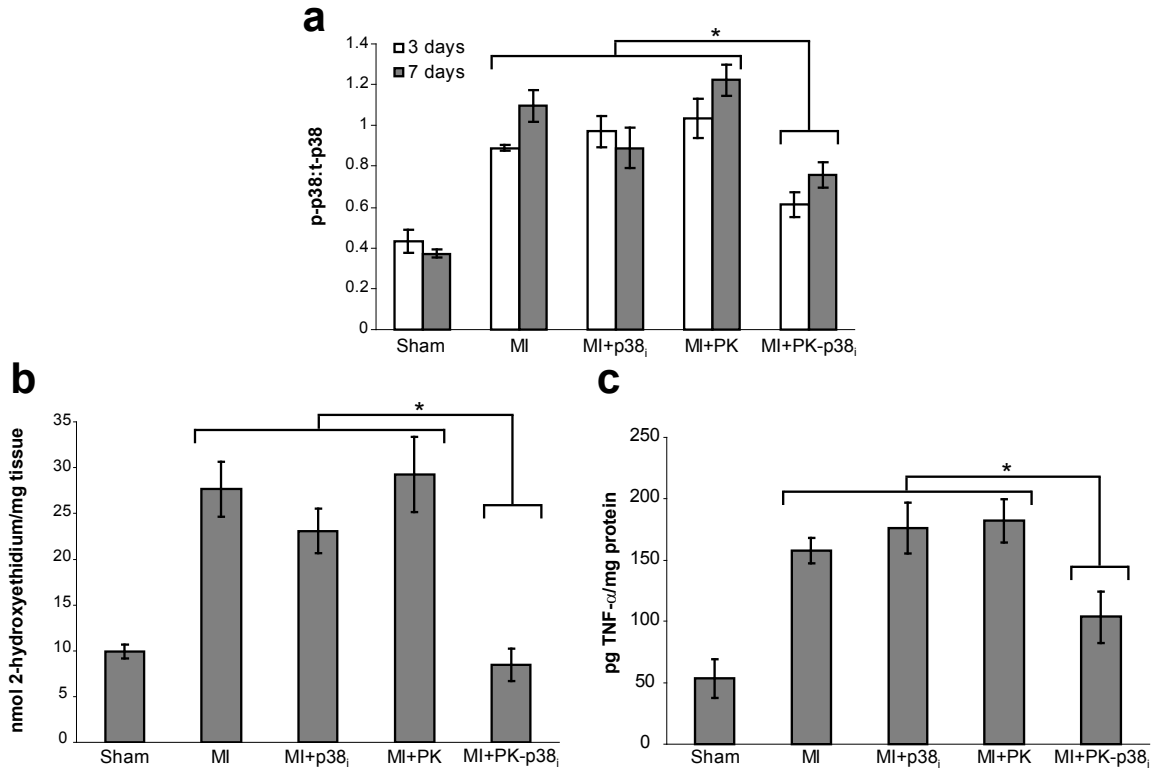 a
*
1.4
1.2
1
0.8
0.6
0.4
0.2
0
p-p38:t-p38
3 days
7 days
Sham MI MI+p38i MI+PK MI+PK-p38i
b
*
35
30
25
20
15
10
5
0
nmol 2-hydroxyethidium/mg tissue
Sham MI MI+p38i MI+PK MI+PK-p38i
c
*
250
200
150
100
50
0
pg TNF-α/mg protein
Sham MI MI+p38i MI+PK MI+PK-p38i